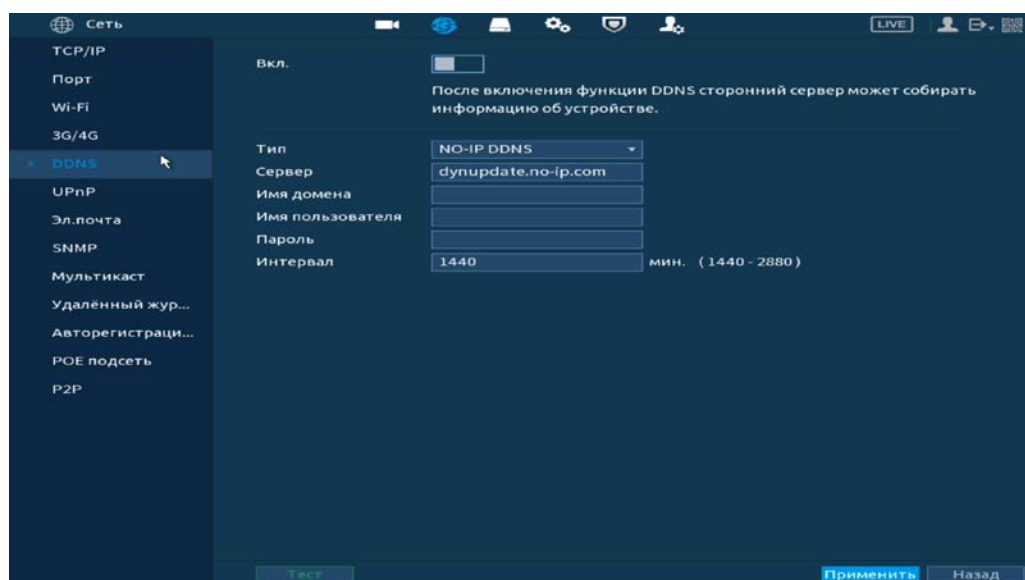 Сеть
LIVE
TCP/IP
Порт
Wi-Fi
3G/4G
DDNS
UPnP
Эл.почта
SNMP
Мультикаст
Удалённый жур...
Авторегистраци...
POE подсеть
P2P
Вкл.
После включения функции DDNS сторонний сервер может собирать
информацию об устройстве.
Тип NO-IP DDNS
Сервер dynupdate.no-ip.com
Имя домена
Имя пользователя
Пароль
Интервал 1440 мин. (1440-2880)
Тест Применить Назад